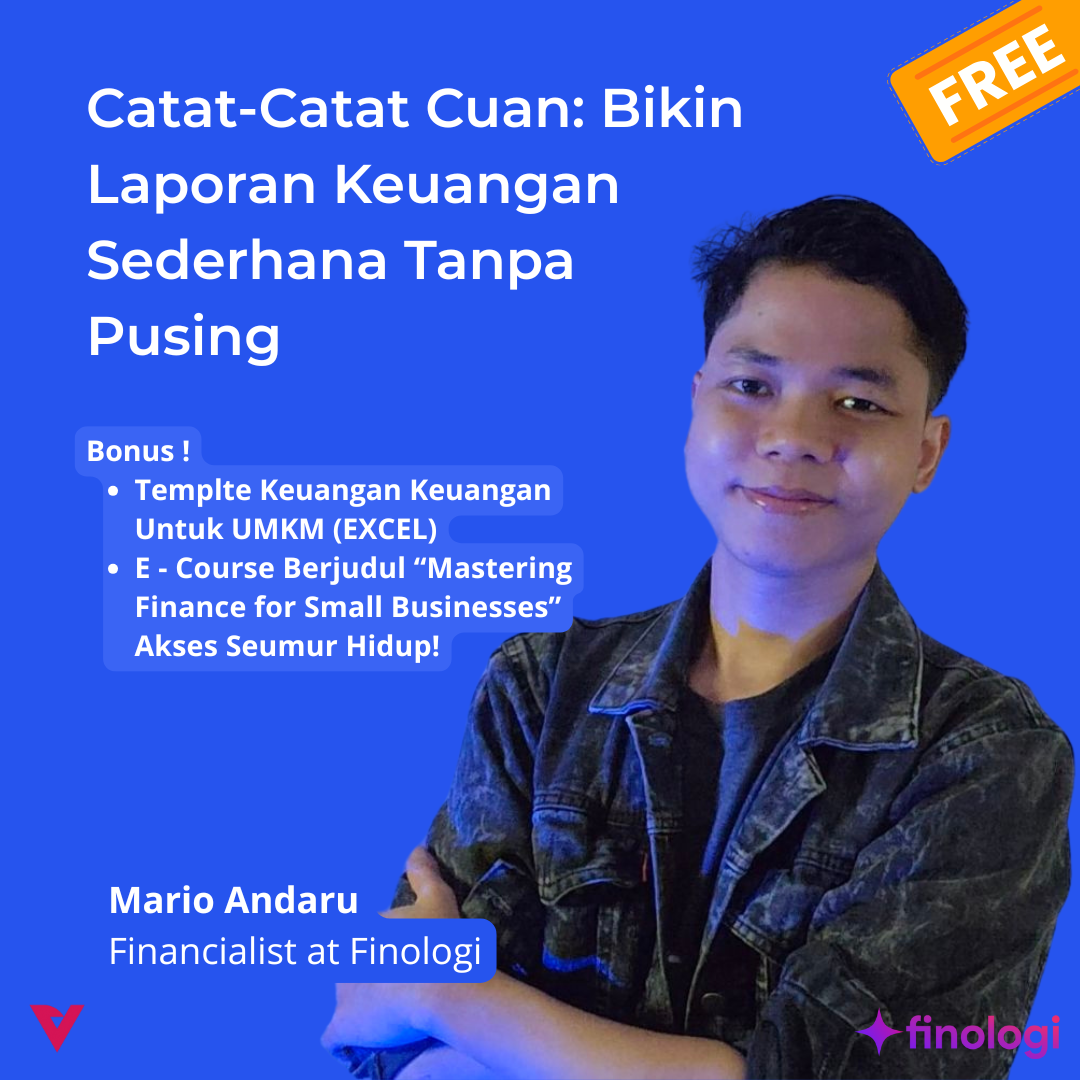 FREE
Catat-Catat Cuan: Bikin
Laporan Keuangan
Sederhana Tanpa
Pusing
Bonus !
• Templte Keuangan Keuangan
Untuk UMKM (EXCEL)
• E - Course Berjudul “Mastering
Finance for Small Businesses”
Akses Seumur Hidup!
Mario Andaru
Financialist at Finologi
finologi